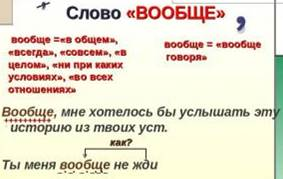 Слово «ВООБЩЕ»
,
вообще =«в общем»,
«всегда», «совсем», «в
целом», «ни при каких
условиях», «во всех
отношениях»
вообще = «вообще
говоря»
Вообще, мне хотелось бы услышать эту
историю из твоих уст.
как?
Ты меня вообще не жди